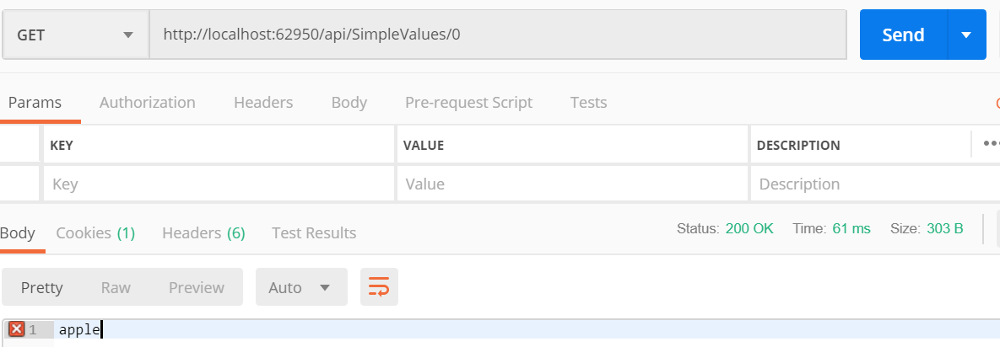 GET http://localhost:62950/api/SimpleValues/0 Send
Params Authorization Headers Body Pre-request Script Tests
KEY VALUE DESCRIPTION
Key Value Description
Body Cookies (1) Headers (6) Test Results Status: 200 OK Time: 61 ms Size: 303 B
Pretty Raw Preview Auto
1 apple